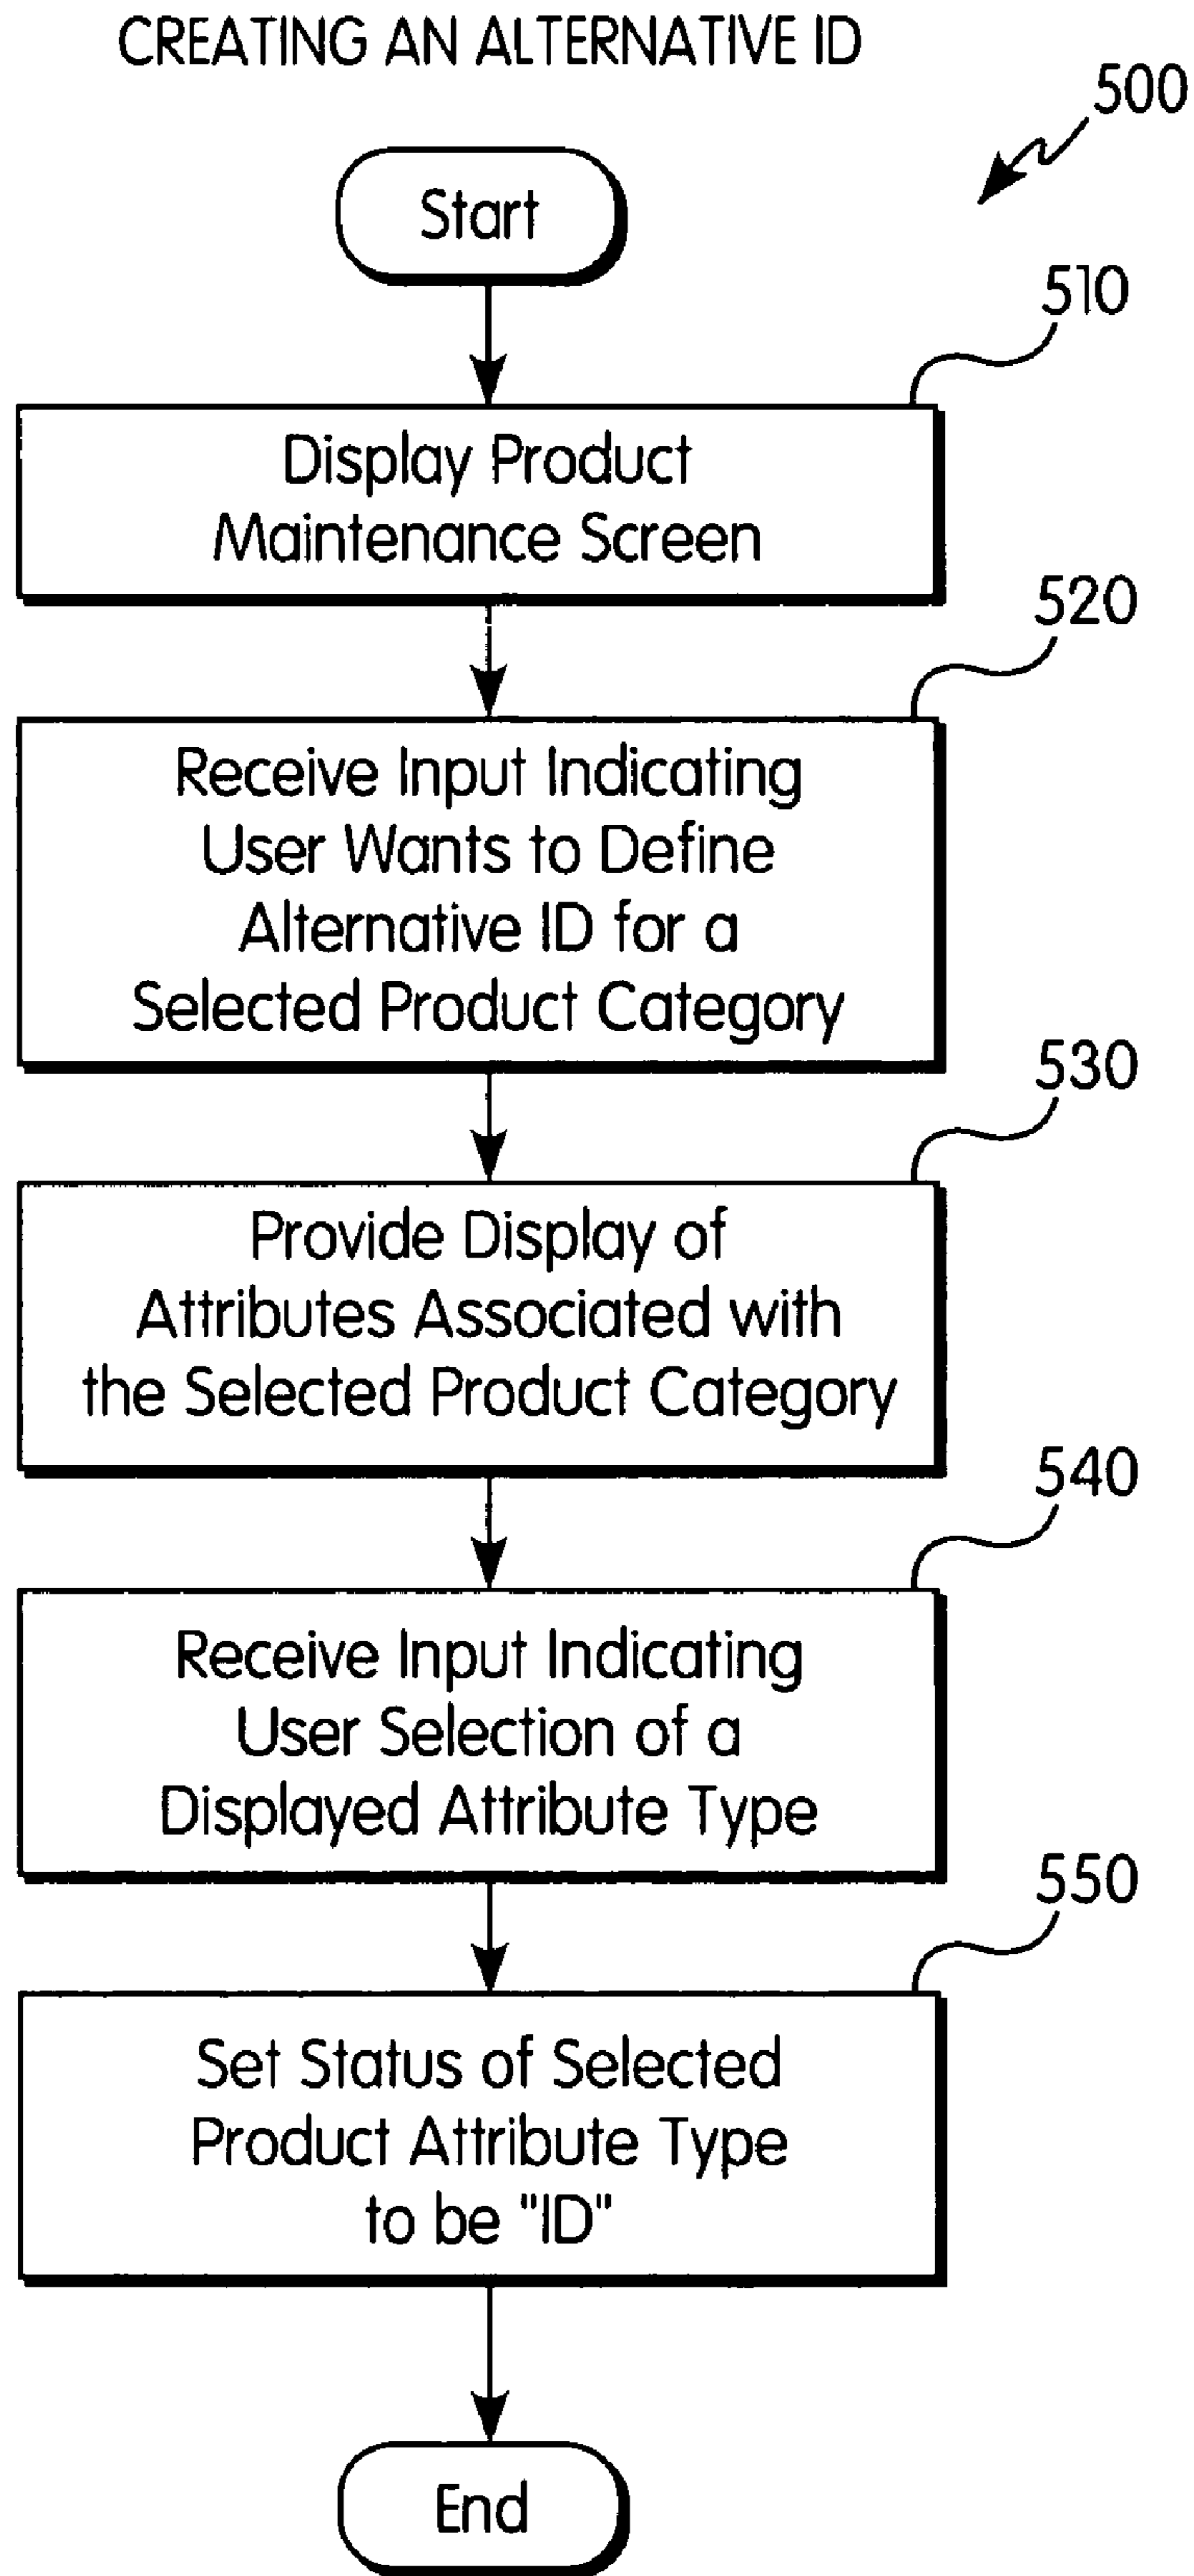 CREATING AN ALTERNATIVE ID
500
Start
510
Display Product
Maintenance Screen
520
Receive Input Indicating
User Wants to Define
Alternative ID for a
Selected Product Category
530
Provide Display of
Attributes Associated with
the Selected Product Category
540
Receive Input Indicating
User Selection of a
Displayed Attribute Type
550
Set Status of Selected
Product Attribute Type
to be "ID"
End